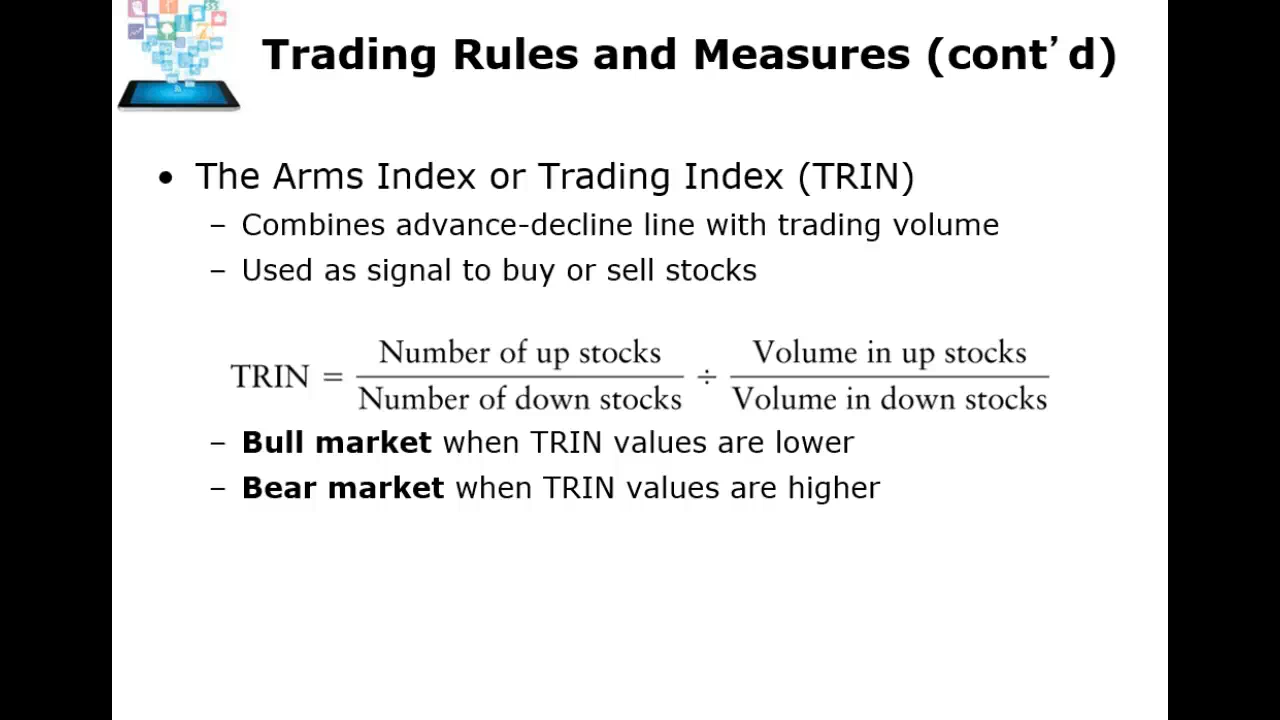 Trading Rules and Measures (cont’d)
• The Arms Index or Trading Index (TRIN)
– Combines advance-decline line with trading volume
– Used as signal to buy or sell stocks
TRIN = Number of up stocks / Number of down stocks ÷ Volume in up stocks / Volume in down stocks
– Bull market when TRIN values are lower
– Bear market when TRIN values are higher